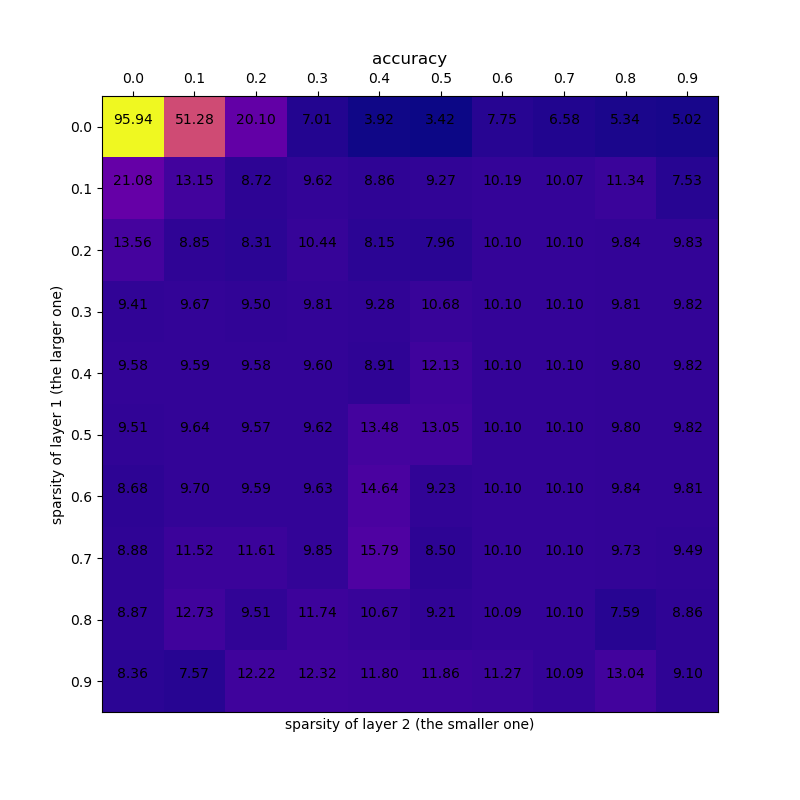 accuracy
0.0 0.1 0.2 0.3 0.4 0.5 0.6 0.7 0.8 0.9
0.0 95.94 51.28 20.10 7.01 3.92 3.42 7.75 6.58 5.34 5.02
0.1 21.08 13.15 8.72 9.62 8.86 9.27 10.19 10.07 11.34 7.53
0.2 13.56 8.85 8.31 10.44 8.15 7.96 10.10 10.10 9.84 9.83
0.3 9.41 9.67 9.50 9.81 9.28 10.68 10.10 10.10 9.81 9.82
0.4 9.58 9.59 9.58 9.60 8.91 12.13 10.10 10.10 9.80 9.82
0.5 9.51 9.64 9.57 9.62 13.48 13.05 10.10 10.10 9.80 9.82
0.6 8.68 9.70 9.59 9.63 14.64 9.23 10.10 10.10 9.84 9.81
0.7 8.88 11.52 11.61 9.85 15.79 8.50 10.10 10.10 9.73 9.49
0.8 8.87 12.73 9.51 11.74 10.67 9.21 10.09 10.10 7.59 8.86
0.9 8.36 7.57 12.22 12.32 11.80 11.86 11.27 10.09 13.04 9.10
sparsity of layer 1 (the larger one)
sparsity of layer 2 (the smaller one)